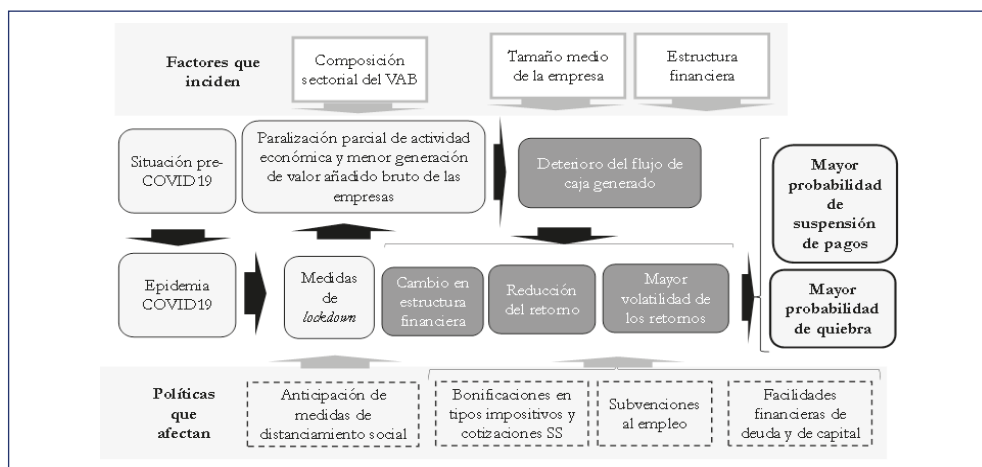 Factores que
inciden
Composición
sectorial del VAB
Tamaño medio
de la empresa
Estructura
financiera
Situación pre-
COVID19
Paralización parcial de actividad
económica y menor generación
de valor añadido bruto de las
empresas
Deterioro del flujo de
caja generado
Mayor
probabilidad
de
suspensión
de pagos
Epidemia
COVID19
Medidas
de
lockdown
Cambio en
estructura
financiera
Reducción
del retorno
Mayor
volatilidad de
los retornos
Mayor
probabilidad
de quiebra
Políticas
que
afectan
Anticipación de
medidas de
distanciamiento social
Bonificaciones en
tipos impositivos y
cotizaciones SS
Subvenciones
al empleo
Facilidades
financieras de
deuda y de capital